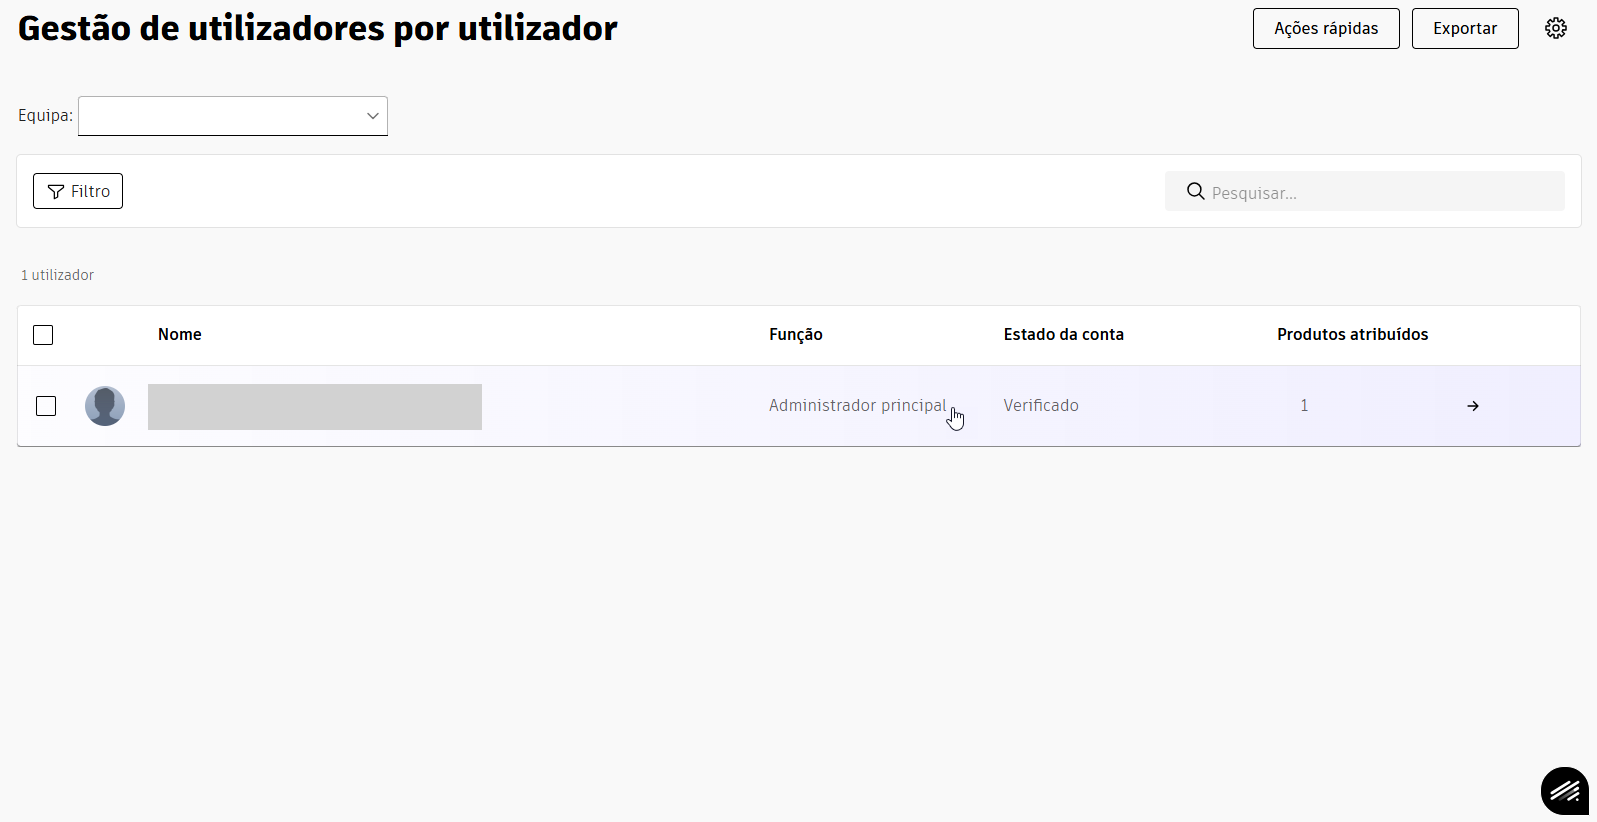 Gestão de utilizadores por utilizador
Ações rápidas
Exportar
Equipa:
Filtro
Pesquisar...
1 utilizador
Nome Função Estado da conta Produtos atribuídos
Administrador principal Verificado 1